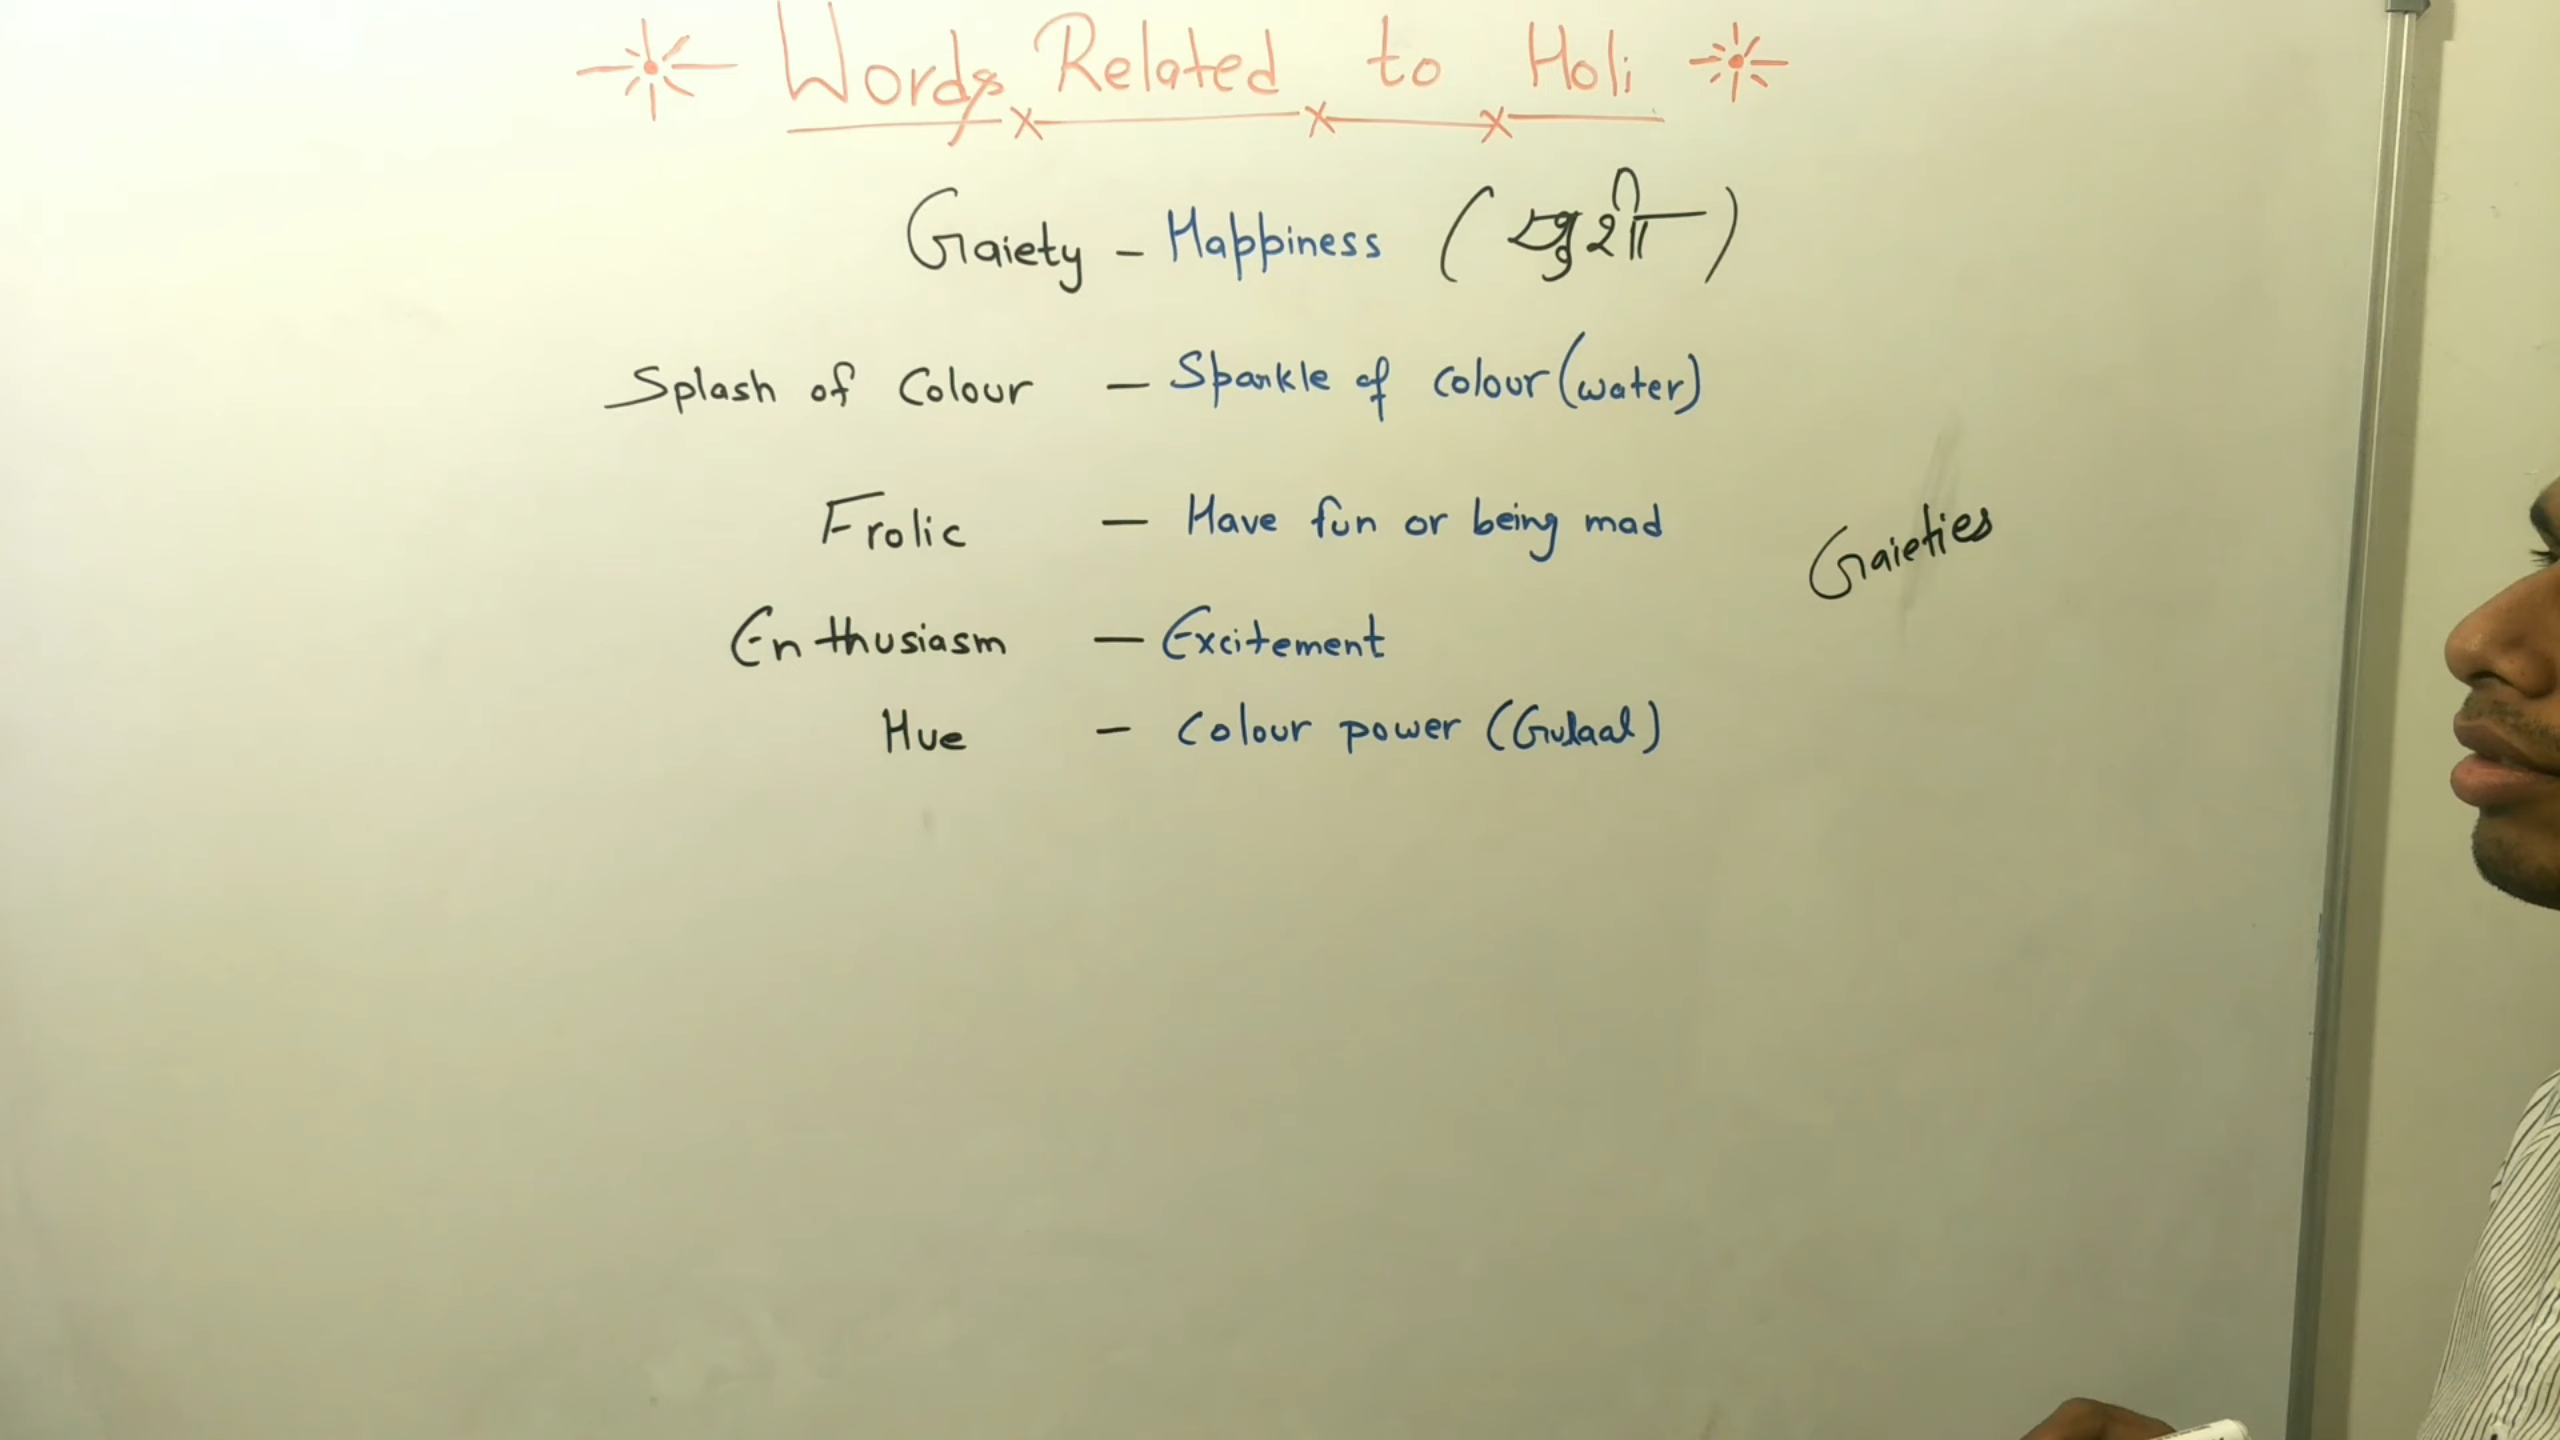 Words Related to Holi
Gaiety - Happiness (खुशी)
Splash of Colour - Sparkle of colour (water)
Frolic - Have fun or being mad
Gaieties
Enthusiasm - Excitement
Hue - Colour power (Gulaal)